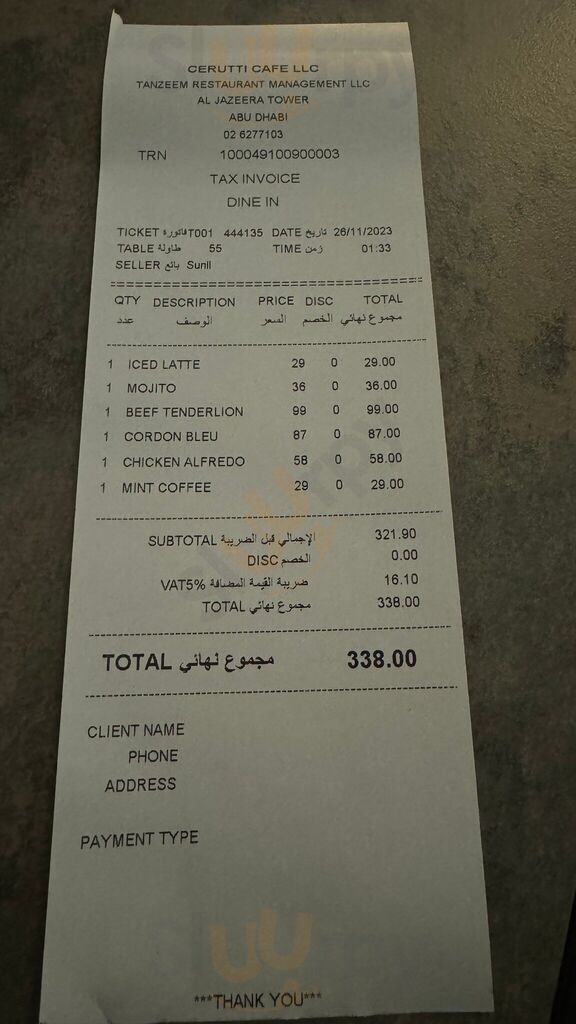 CERUTTI CAFE LLC
TANZEEM RESTAURANT MANAGEMENT LLC
AL JAZEERA TOWER
ABU DHABI
02 6277103
TRN 100049100900003
TAX INVOICE
DINE IN
TICKET فاتورة T001 444135 DATE تاريخ 26/11/2023
TABLE طاولة 55 TIME زمن 01:33
SELLER بائع Sunil
QTY DESCRIPTION PRICE DISC TOTAL
عدد الوصف السعر الخصم مجموع نهائي
1 ICED LATTE 29 0 29.00
1 MOJITO 36 0 36.00
1 BEEF TENDERLION 99 0 99.00
1 CORDON BLEU 87 0 87.00
1 CHICKEN ALFREDO 58 0 58.00
1 MINT COFFEE 29 0 29.00
SUBTOTAL الإجمالي قبل الضريبة 321.90
DISC الخصم 0.00
VAT5% ضريبة القيمة المضافة 16.10
TOTAL مجموع نهائي 338.00
TOTAL مجموع نهائي 338.00
CLIENT NAME
PHONE
ADDRESS
PAYMENT TYPE
***THANK YOU***